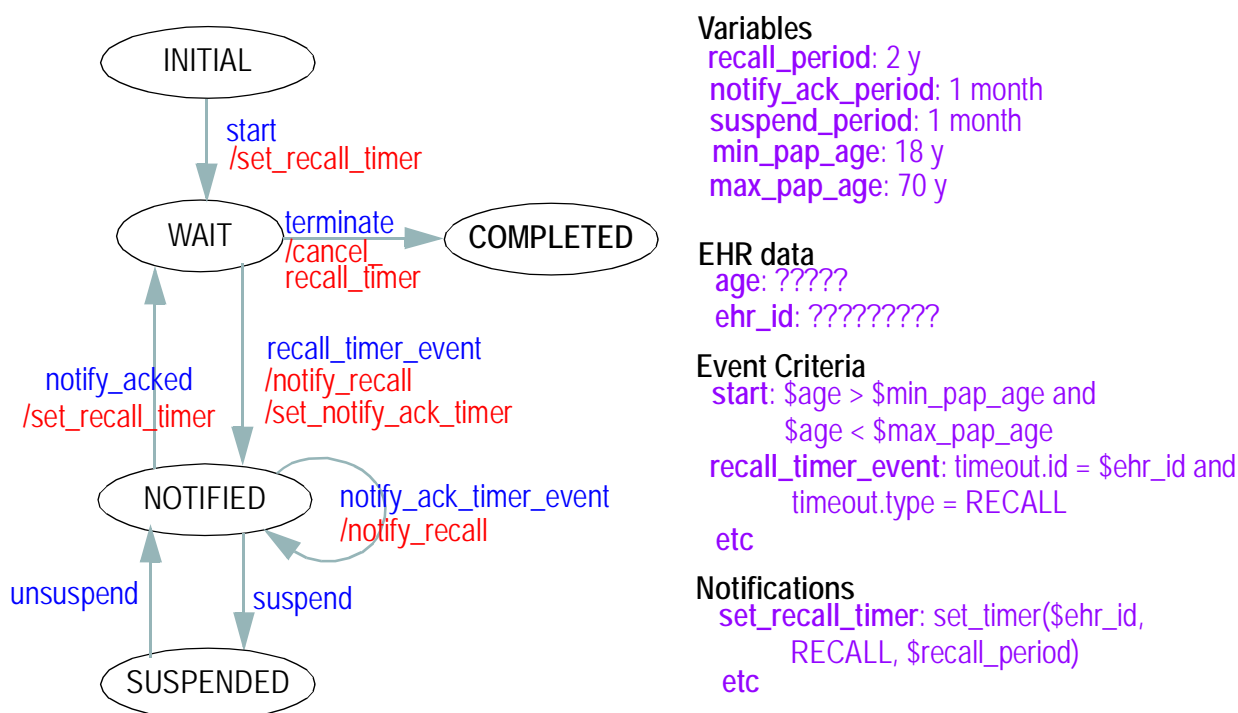 INITIAL
start
/set_recall_timer
WAIT
terminate
/cancel_
recall_timer
COMPLETED
recall_timer_event
/notify_recall
/set_notify_ack_timer
notify_acked
/set_recall_timer
NOTIFIED
notify_ack_timer_event
/notify_recall
unsuspend
suspend
SUSPENDED
Variables
recall_period: 2 y
notify_ack_period: 1 month
suspend_period: 1 month
min_pap_age: 18 y
max_pap_age: 70 y
EHR data
age: ?????
ehr_id: ?????????
Event Criteria
start: $age > $min_pap_age and
$age < $max_pap_age
recall_timer_event: timeout.id = $ehr_id and
timeout.type = RECALL
etc
Notifications
set_recall_timer: set_timer($ehr_id,
RECALL, $recall_period)
etc